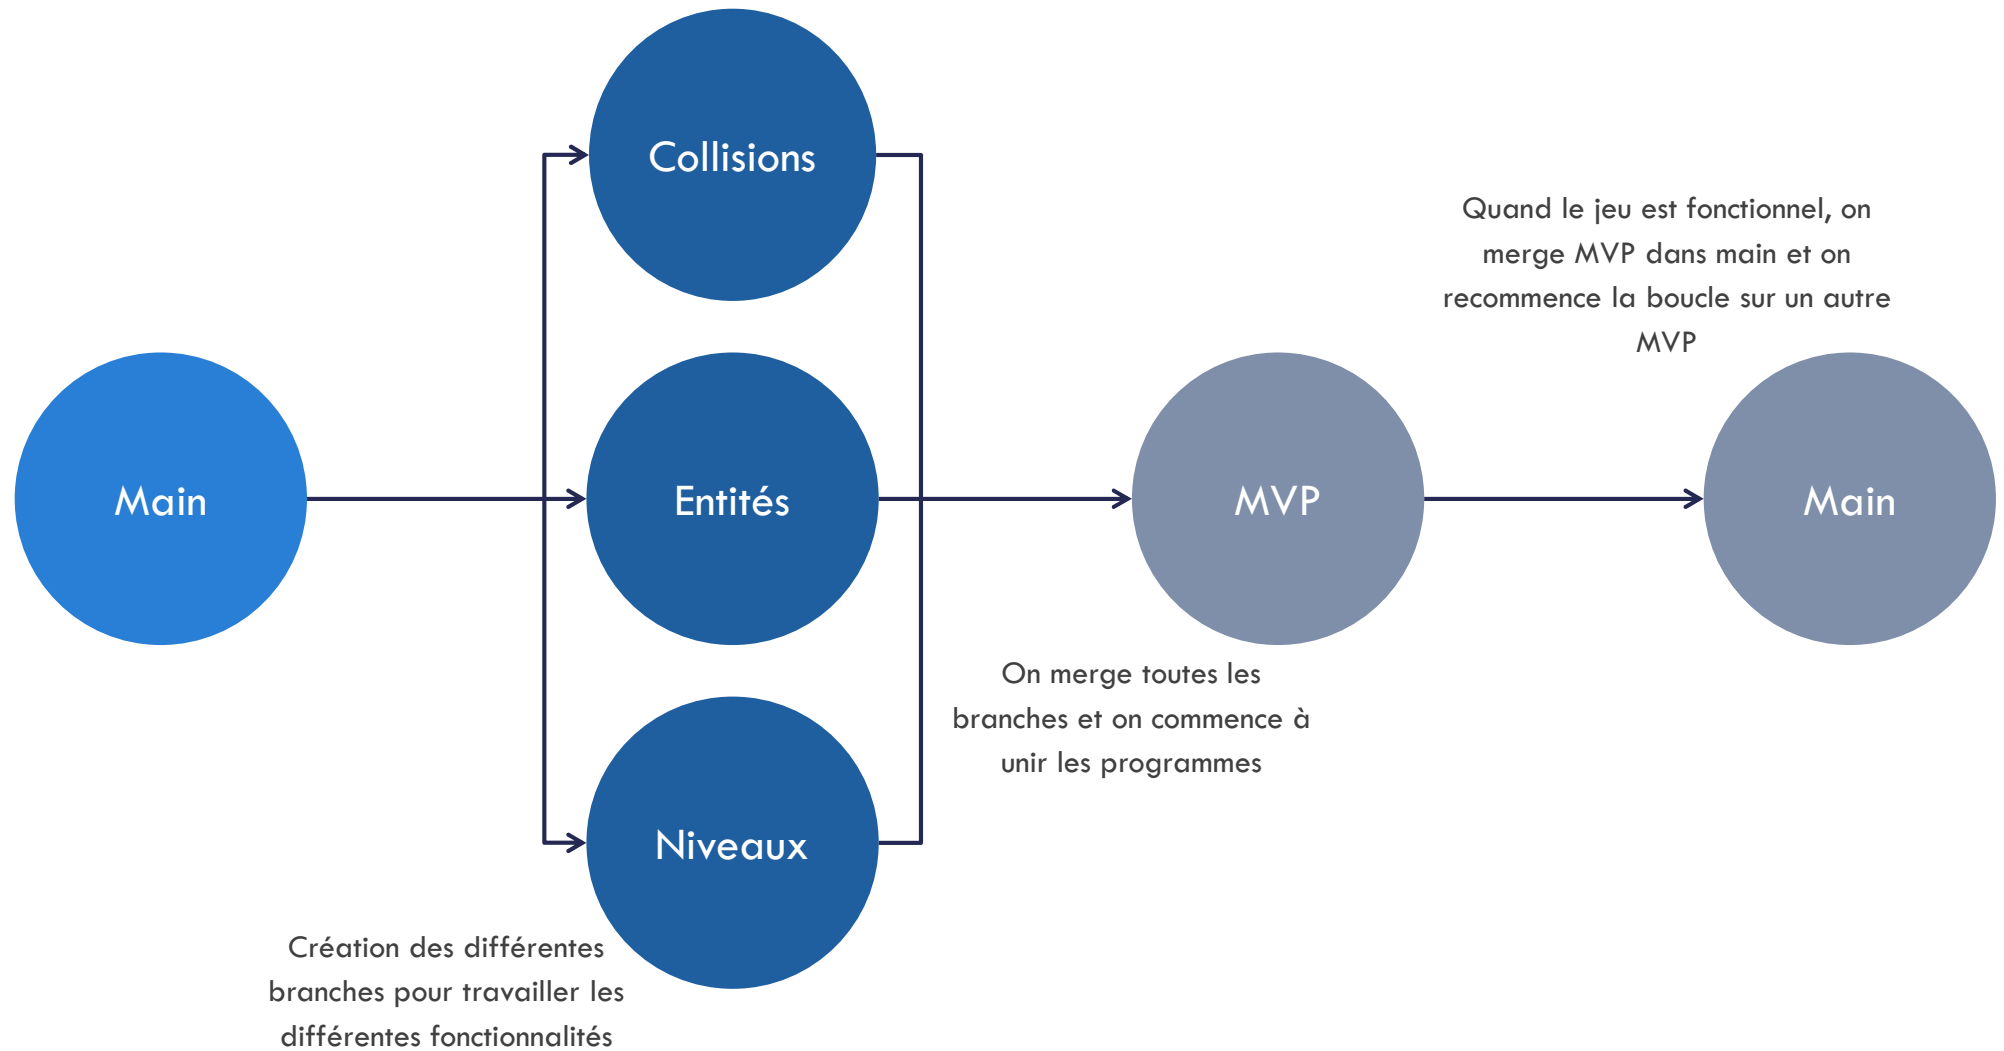 Main
Collisions
Entités
Niveaux
Création des différentes
branches pour travailler les
différentes fonctionnalités
On merge toutes les
branches et on commence à
unir les programmes
MVP
Quand le jeu est fonctionnel, on
merge MVP dans main et on
recommence la boucle sur un autre
MVP
Main